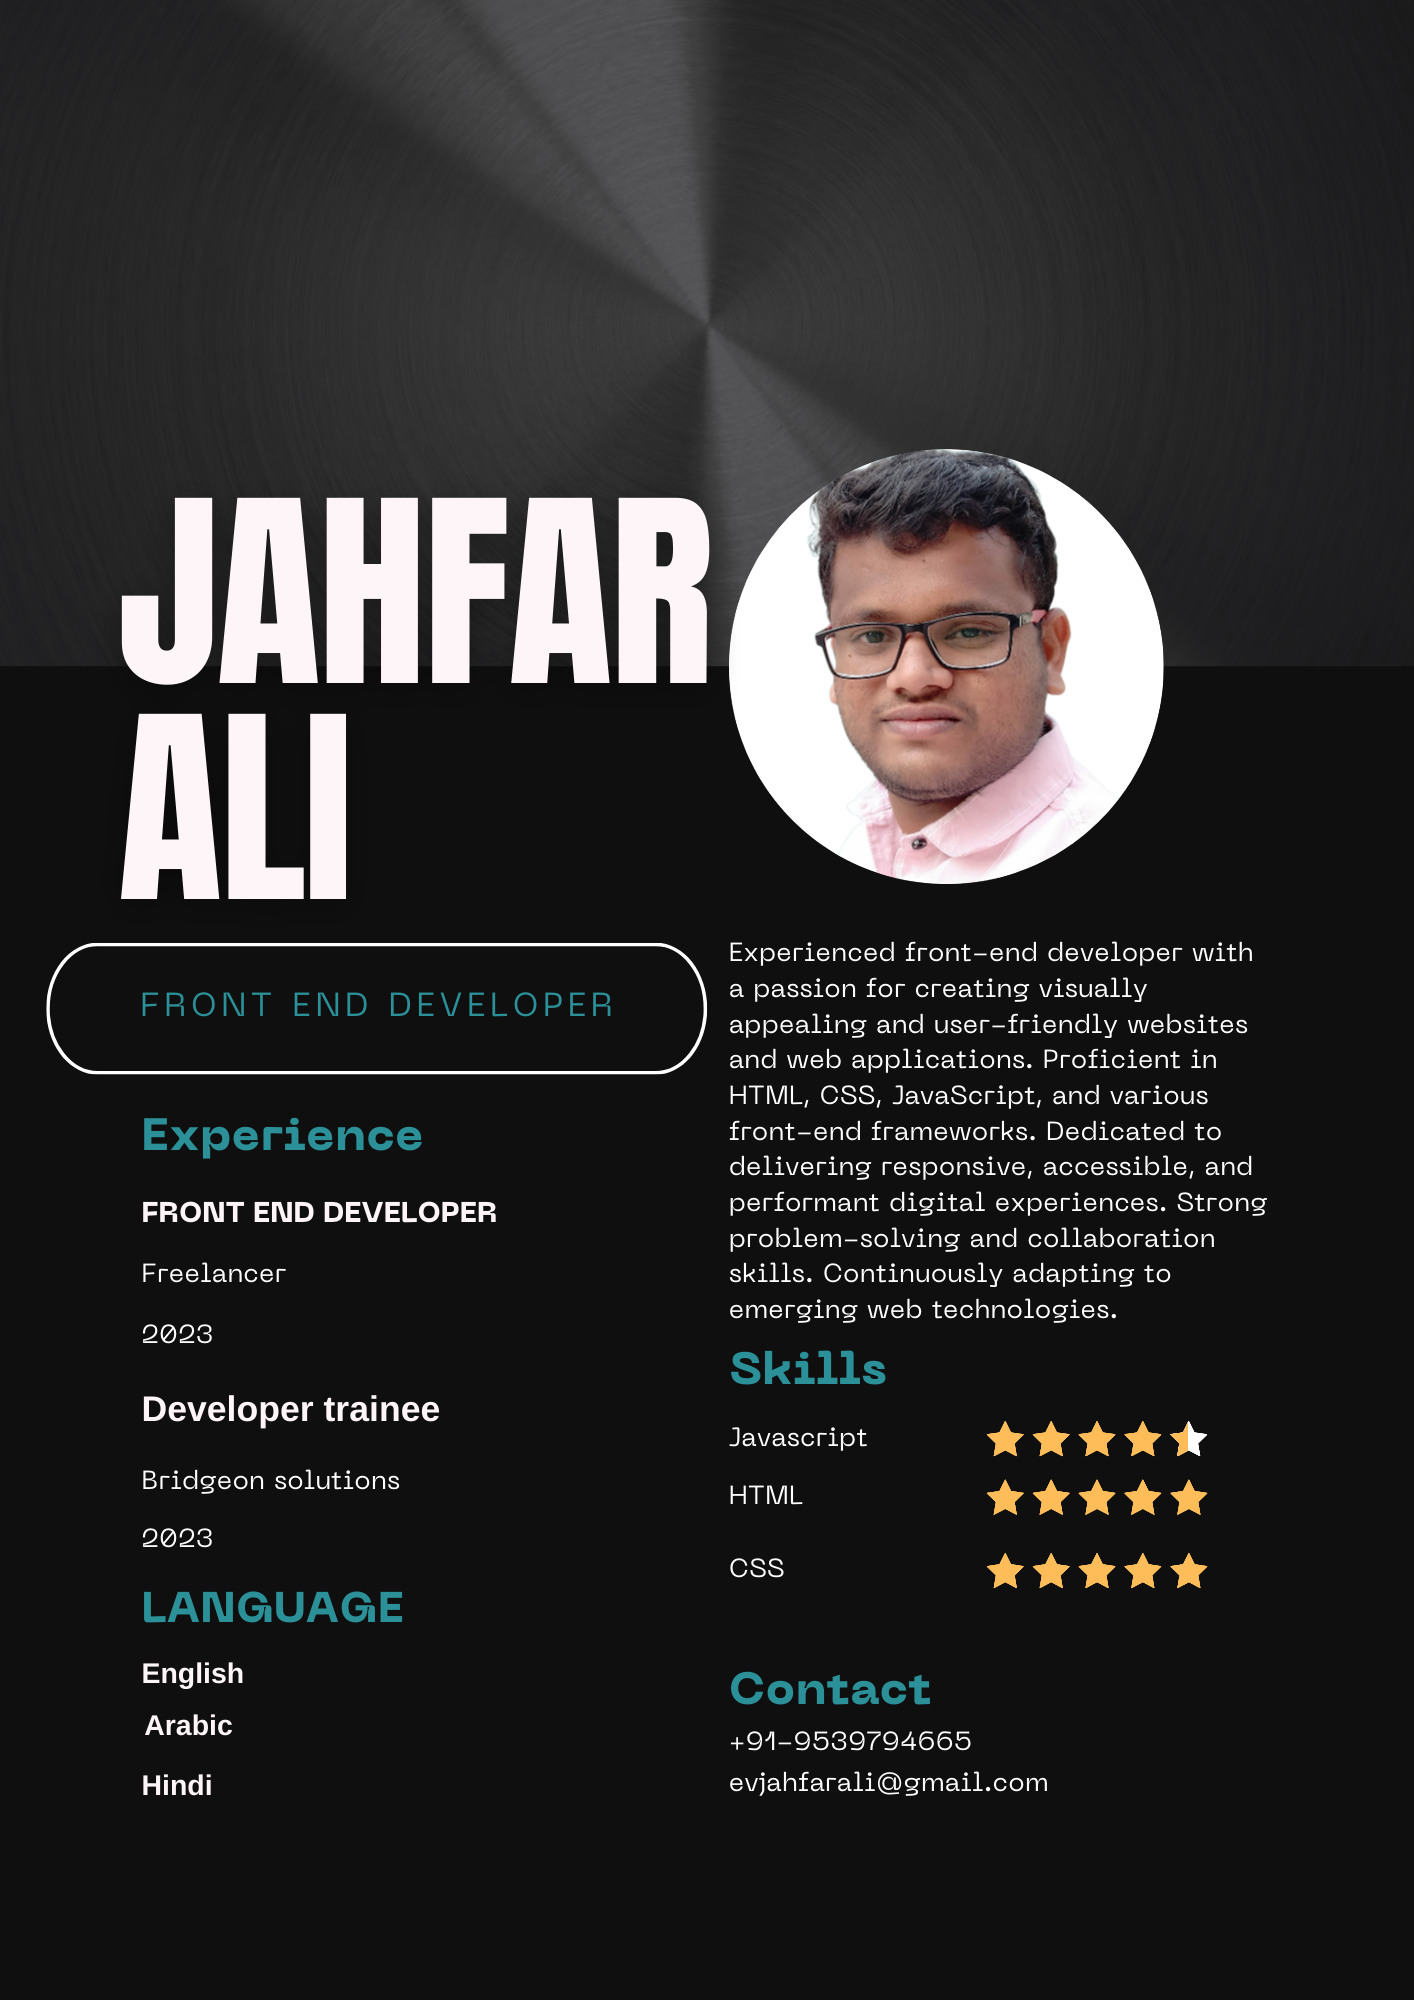 JAHFAR
ALI
FRONT END DEVELOPER
Experience
FRONT END DEVELOPER
Freelancer
2023
Developer trainee
Bridgeon solutions
2023
LANGUAGE
English
Arabic
Hindi
Experienced front-end developer with
a passion for creating visually
appealing and user-friendly websites
and web applications. Proficient in
HTML, CSS, JavaScript, and various
front-end frameworks. Dedicated to
delivering responsive, accessible, and
performant digital experiences. Strong
problem-solving and collaboration
skills. Continuously adapting to
emerging web technologies.
Skills
Javascript
HTML
CSS
Contact
+91-9539794665
evjahfarali@gmail.com